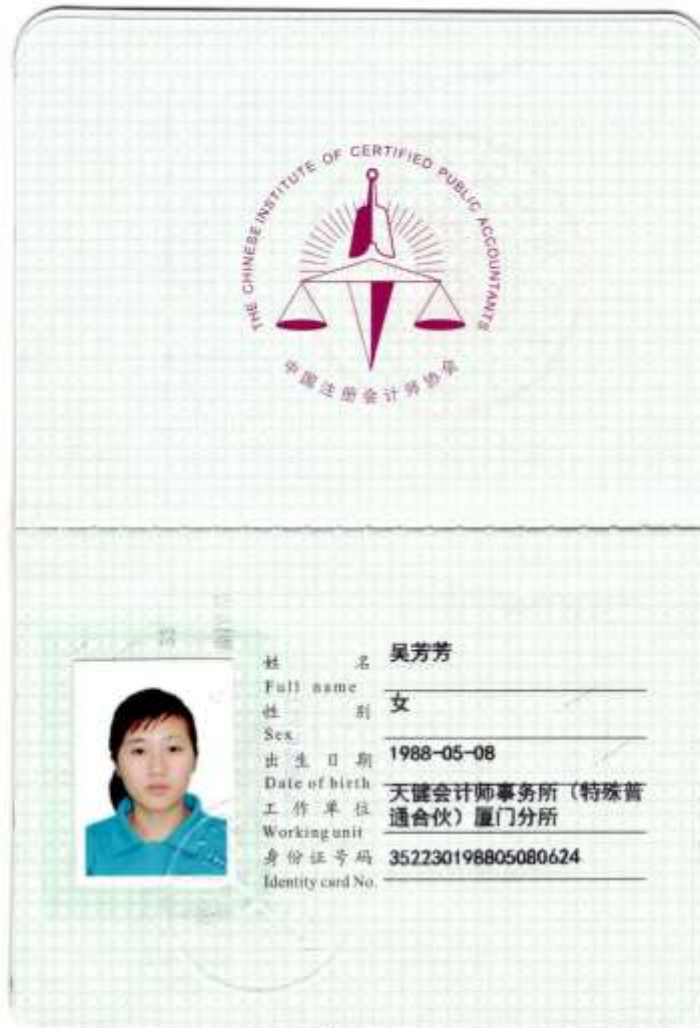 THE CHINESE INSTITUTE OF CERTIFIED PUBLIC ACCOUNTANTS
中国注册会计师协会
姓 名 吴芳芳
Full name
性 别 女
Sex
出生日期 1988-05-08
Date of birth
工作单位 天健会计师事务所（特殊普
通合伙）厦门分所
Working unit
身份证号码 352230198805080624
Identity card No.